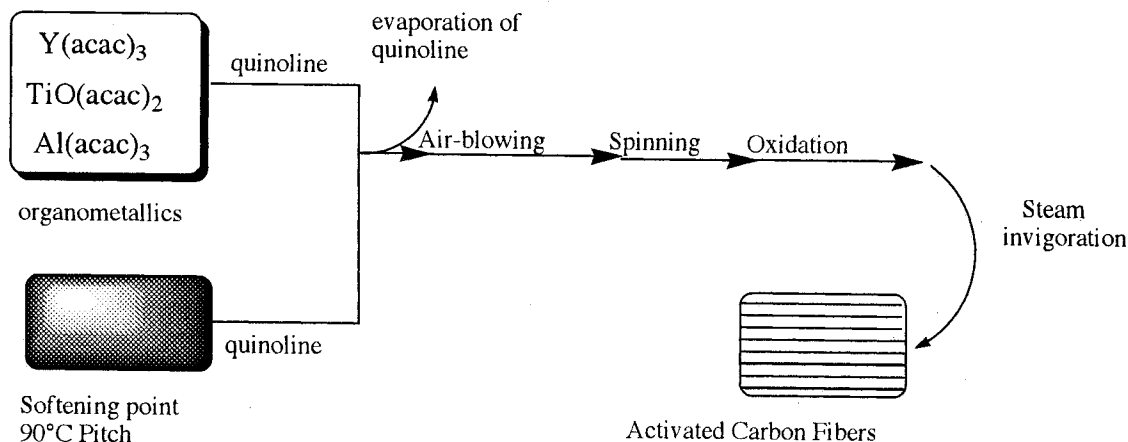 Y(acac)3
TiO(acac)2
Al(acac)3
organometallics
quinoline
evaporation of
quinoline
Air-blowing
Spinning
Oxidation
Steam
invigoration
quinoline
Softening point
90°C Pitch
Activated Carbon Fibers